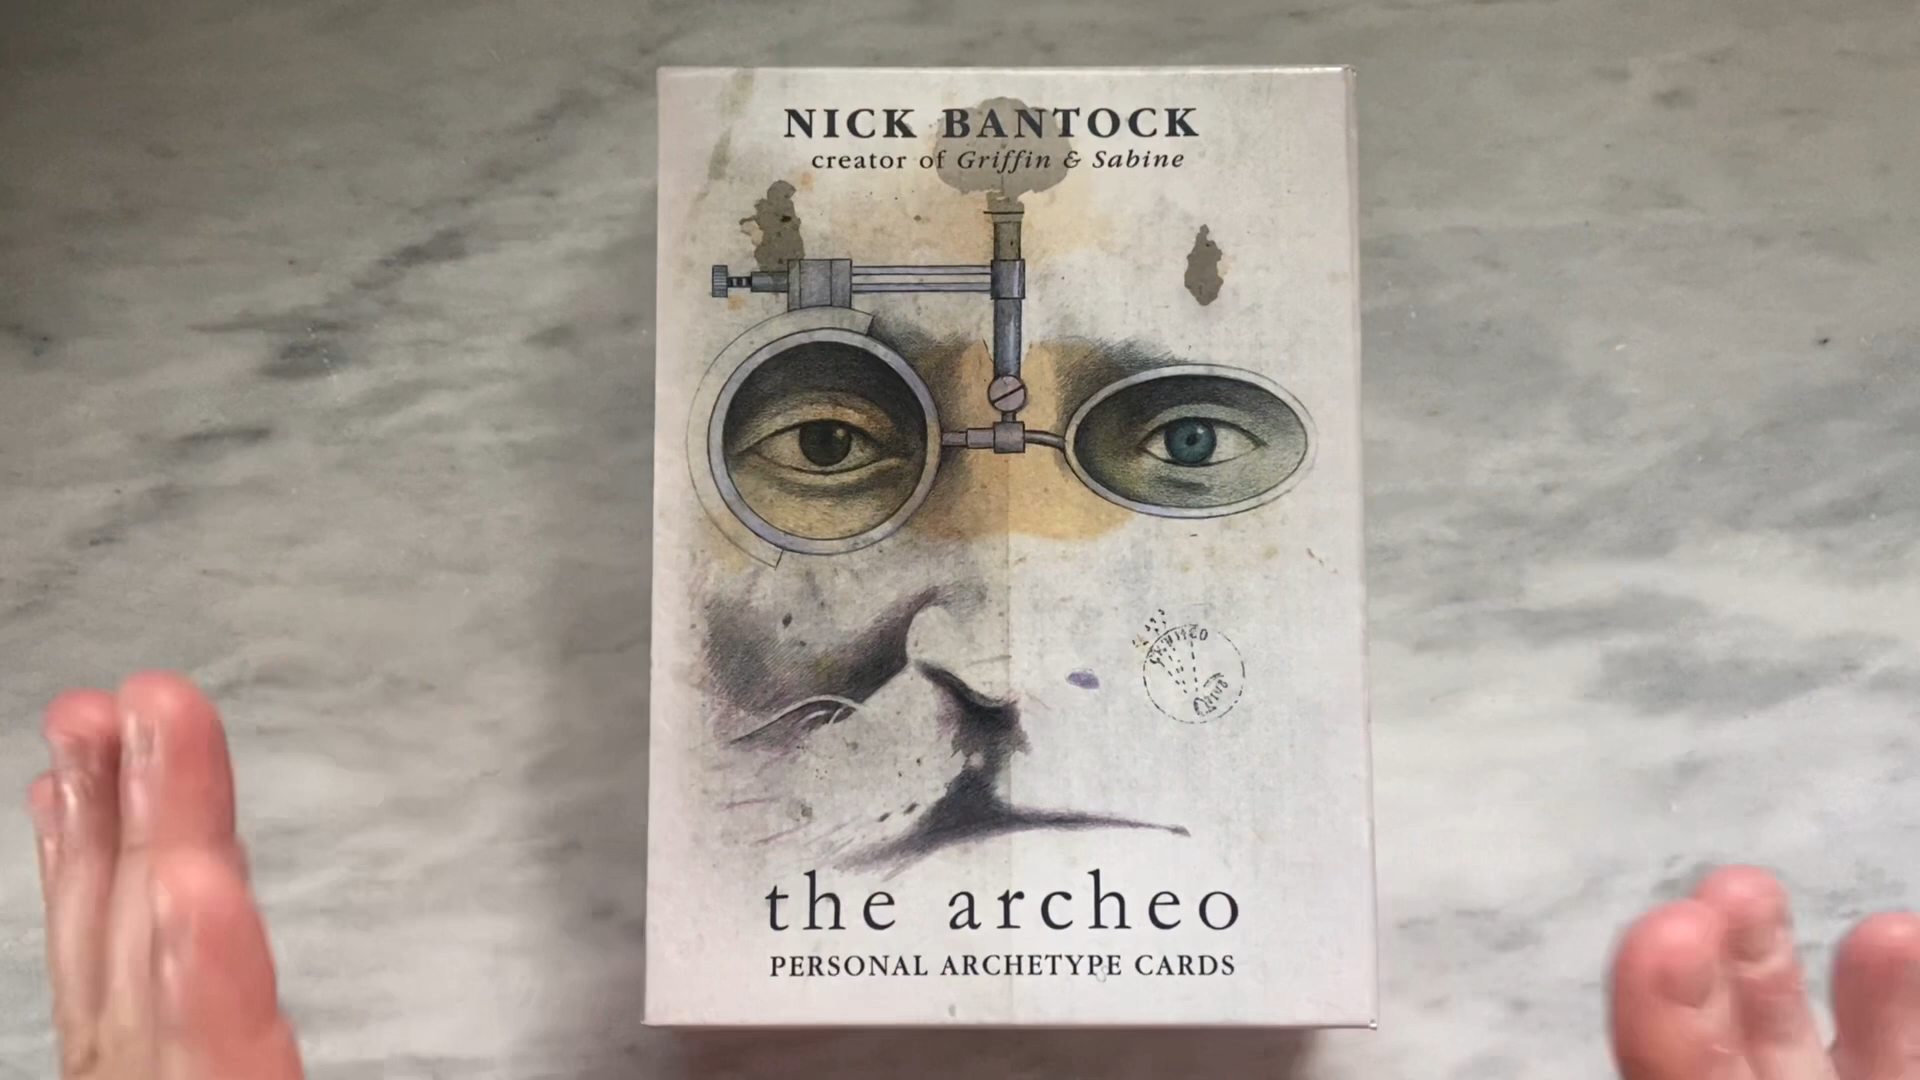 NICK BANTOCK
creator of Griffin & Sabine
the archeo
PERSONAL ARCHETYPE CARDS